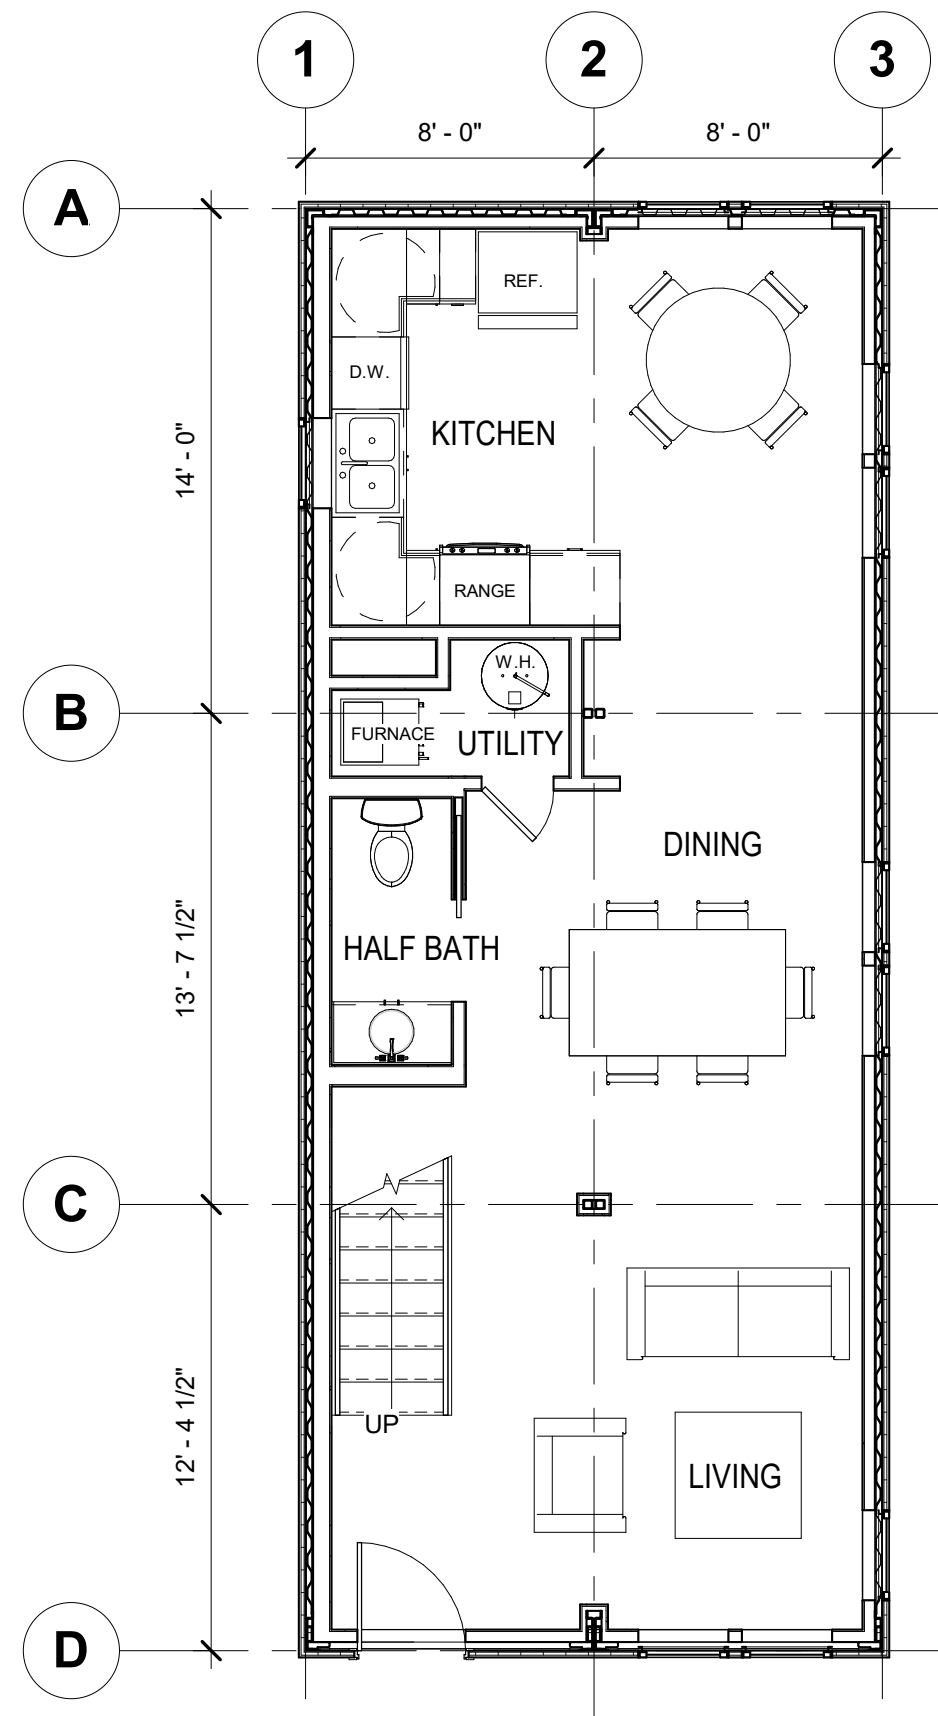 1
2
3
8' - 0"
8' - 0"
A
REF.
D.W.
KITCHEN
14' - 0"
RANGE
W.H.
B
FURNACE
UTILITY
DINING
13' - 7 1/2"
HALF BATH
C
12' - 4 1/2"
UP
LIVING
D